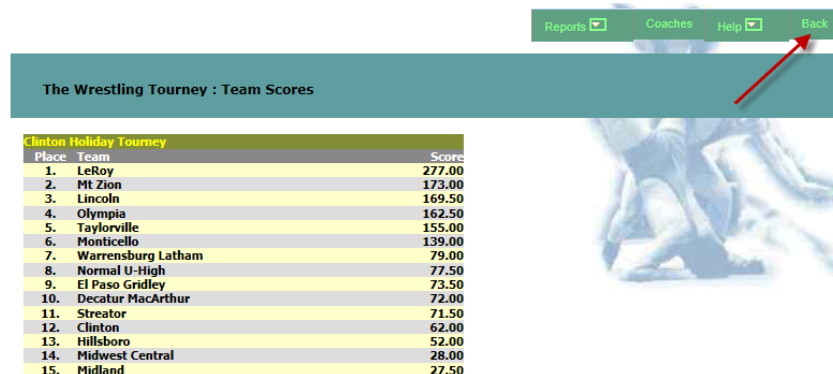 Reports Coaches Help Back
The Wrestling Tourney : Team Scores
Clinton Holiday Tourney
Place Team Score
1. LeRoy 277.00
2. Mt Zion 173.00
3. Lincoln 169.50
4. Olympia 162.50
5. Taylorville 155.00
6. Monticello 139.00
7. Warrensburg Latham 79.00
8. Normal U-High 77.50
9. El Paso Gridley 73.50
10. Decatur MacArthur 72.00
11. Streator 71.50
12. Clinton 62.00
13. Hillsboro 52.00
14. Midwest Central 28.00
15. Midland 27.50